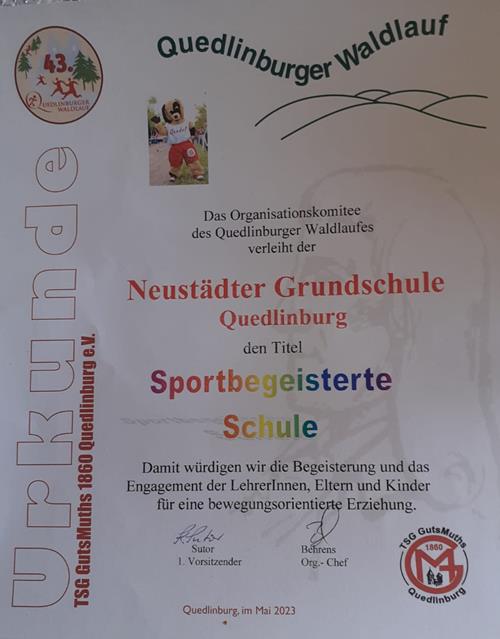 43.
QUEDLINBURGER
WALDLAUF
Quedlinburger Waldlauf
Urkunde
TSG GutsMuths 1860 Quedlinburg e.V.
Das Organisationskomitee
des Quedlinburger Waldlaufes
verleiht der
Neustädter Grundschule
Quedlinburg
den Titel
Sportbegeisterte
Schule
Damit würdigen wir die Begeisterung und das
Engagement der LehrerInnen, Eltern und Kinder
für eine bewegungsorientierte Erziehung.
Sutor
1. Vorsitzender
Behrens
Org.- Chef
TSG GutsMuths
1860
Quedlinburg
Quedlinburg, im Mai 2023